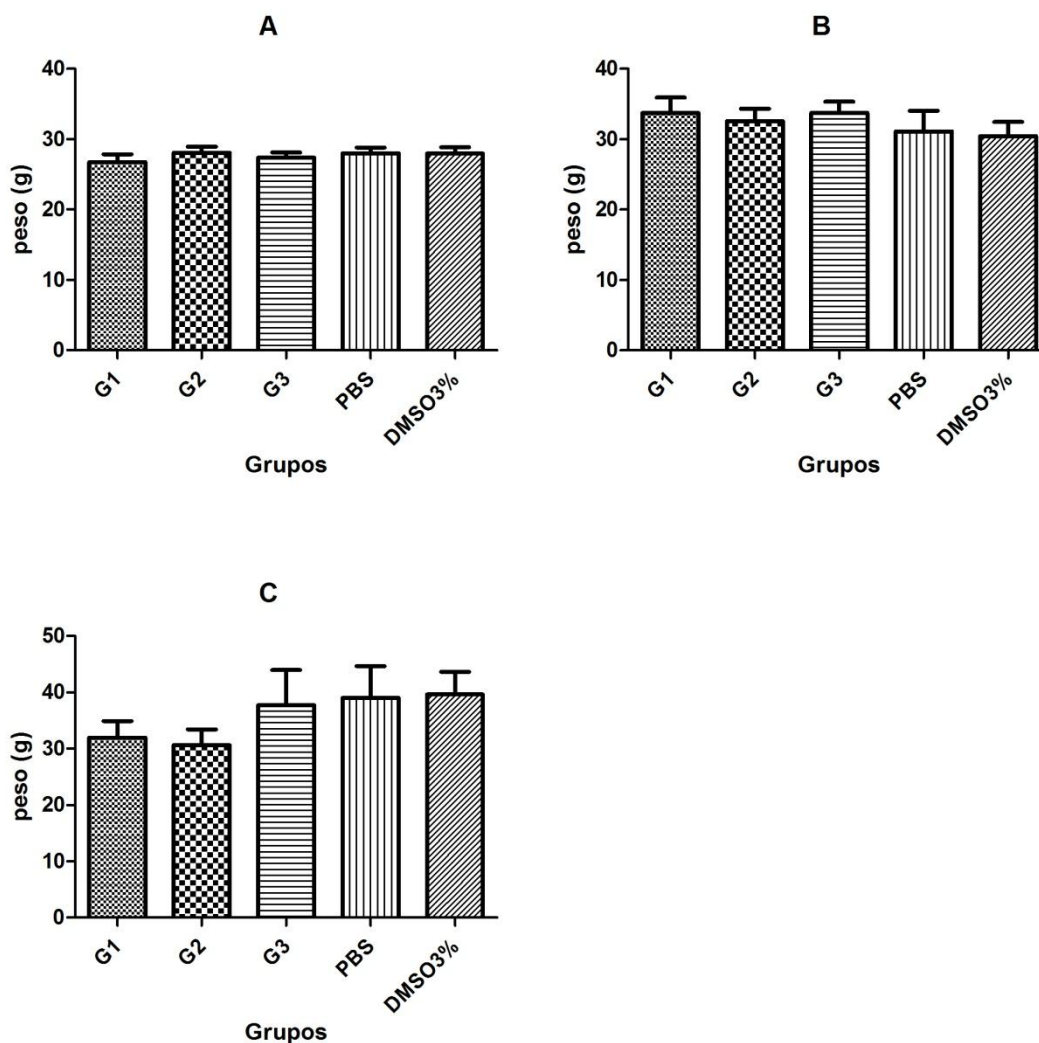 A
peso (g)
40
30
20
10
0
G1
G2
G3
PBS
DMSO3%
Grupos
B
peso (g)
40
30
20
10
0
G1
G2
G3
PBS
DMSO3%
Grupos
C
peso (g)
50
40
30
20
10
0
G1
G2
G3
PBS
DMSO3%
Grupos